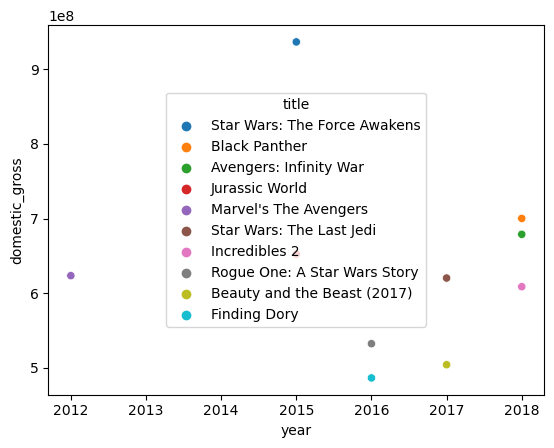 1e8
9
8
7
6
5
domestic_gross
title
Star Wars: The Force Awakens
Black Panther
Avengers: Infinity War
Jurassic World
Marvel's The Avengers
Star Wars: The Last Jedi
Incredibles 2
Rogue One: A Star Wars Story
Beauty and the Beast (2017)
Finding Dory
2012 2013 2014 2015 2016 2017 2018
year